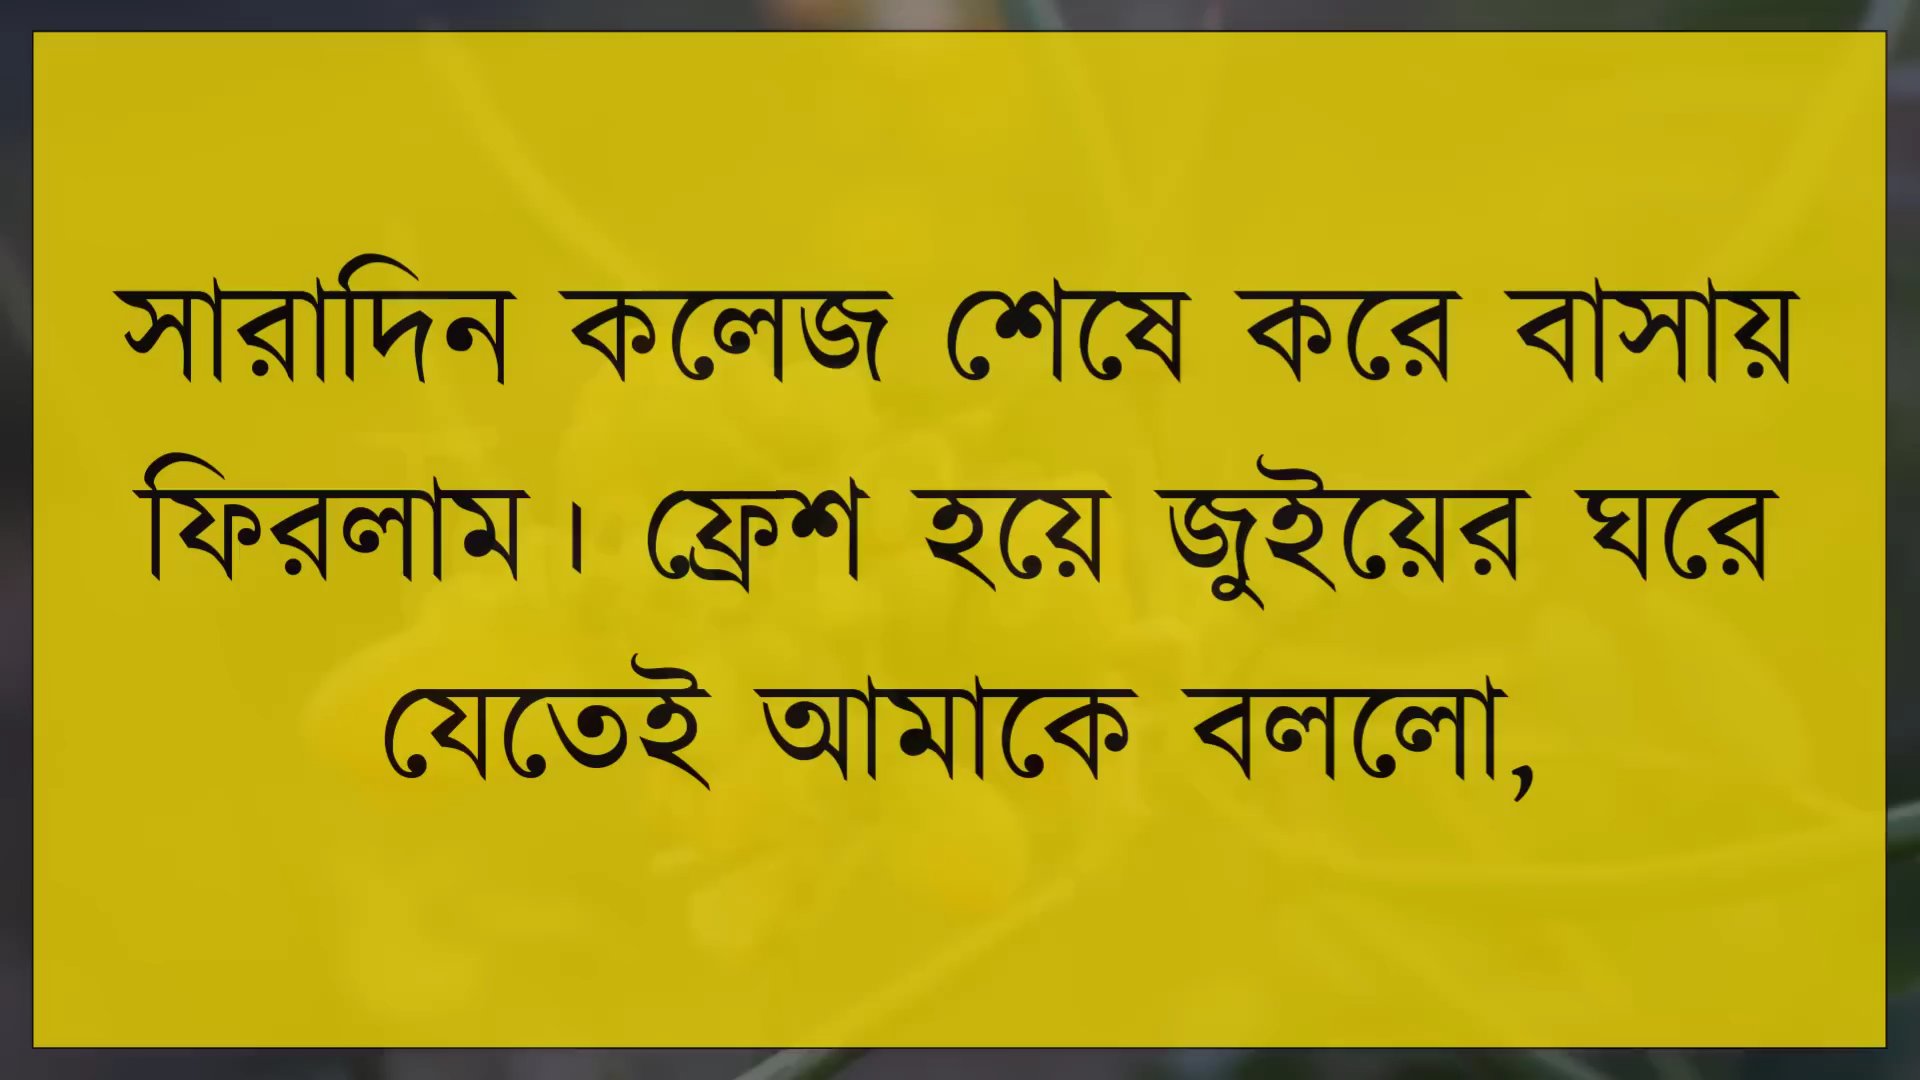 সারাদিন কলেজ শেষে করে বাসায়
ফিরলাম। ফ্রেশ হয়ে জুইয়ের ঘরে
যেতেই আমাকে বললো,